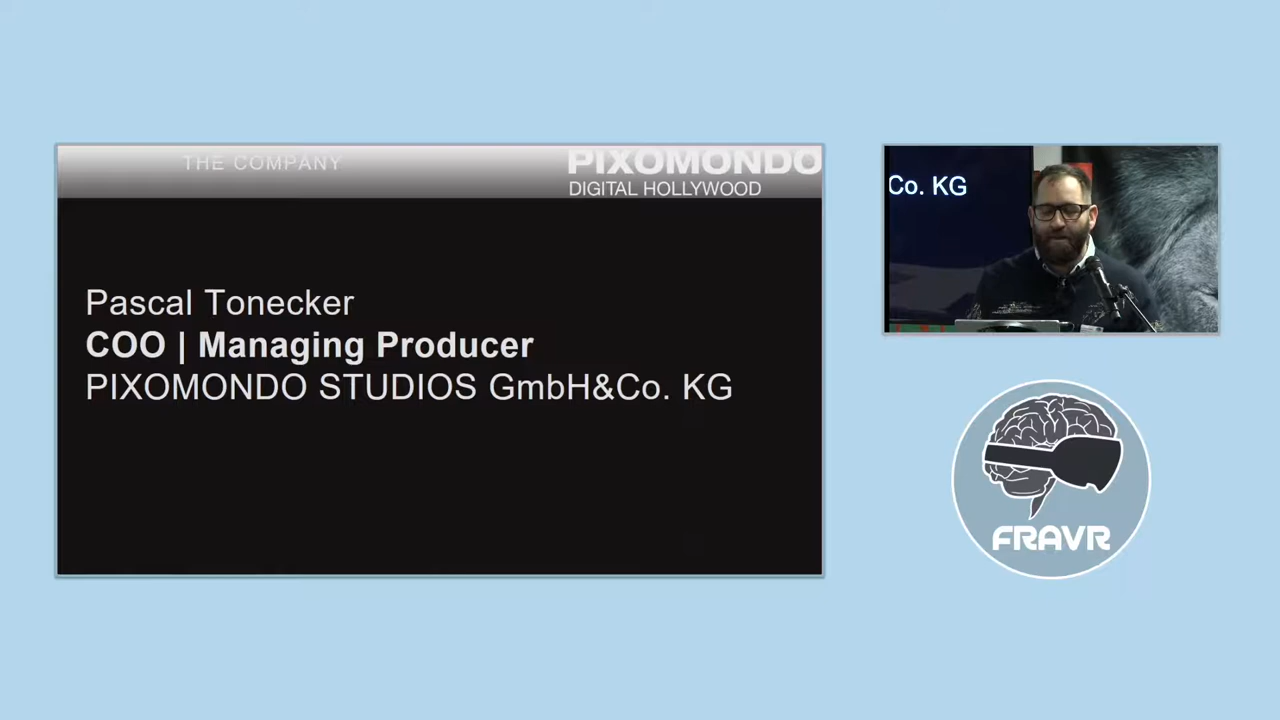 THE COMPANY
PIXOMONDO
DIGITAL HOLLYWOOD
Pascal Tonecker
COO | Managing Producer
PIXOMONDO STUDIOS GmbH&Co. KG
Co. KG
FRAVR